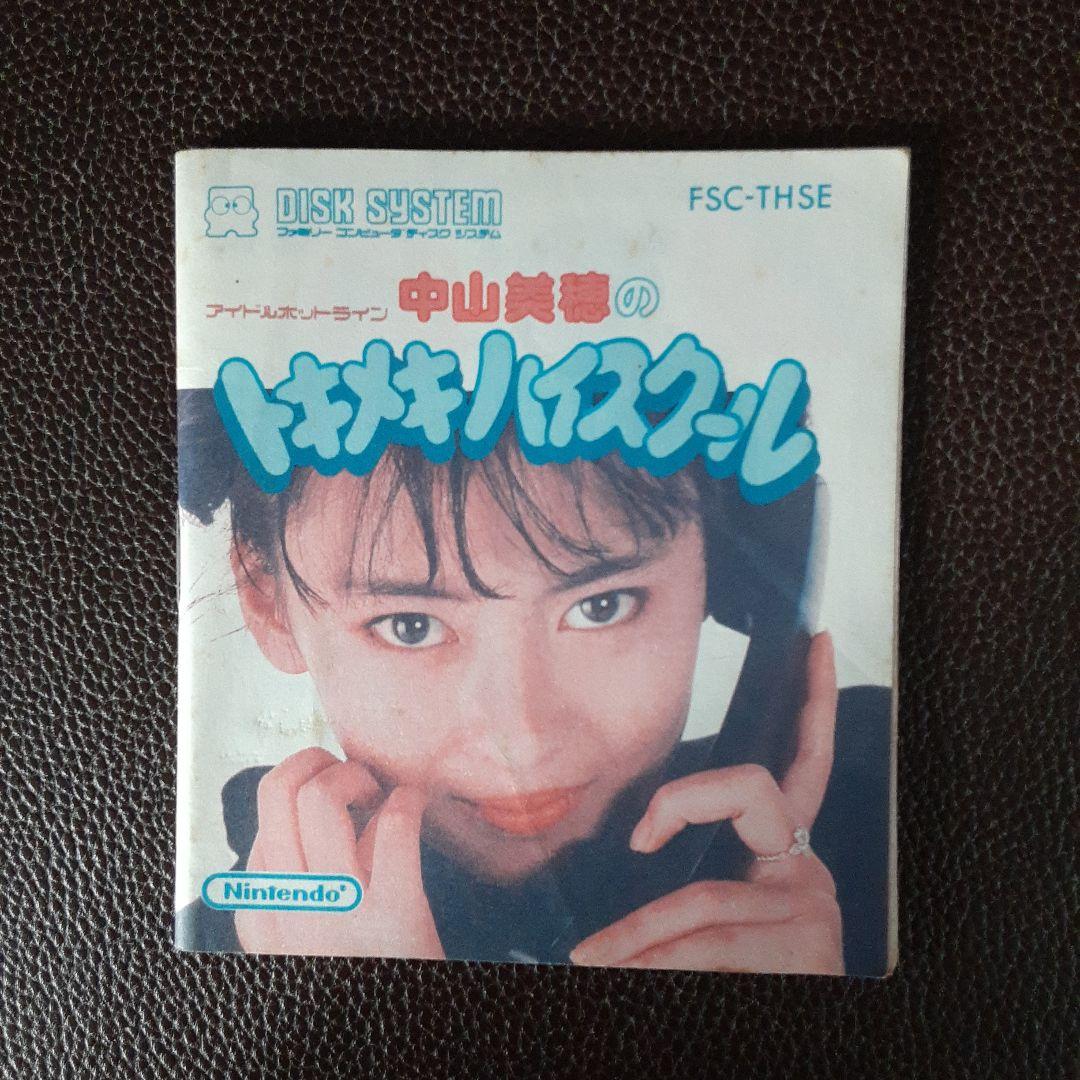 DISK SYSTEM
ファミリー コンピュータ ディスク システム
FSC-THSE
アイドルホットライン 中山美穂の
トキメキハイスクール
Nintendo®